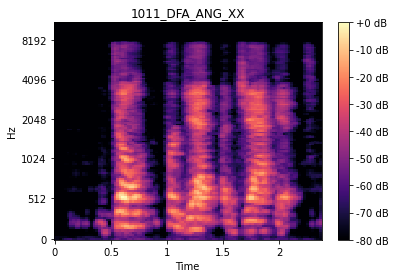 1011_DFA_ANG_XX
8192
4096
2048
1024
512
0
Hz
0
0.5
1
1.5
2
Time
+0 dB
-10 dB
-20 dB
-30 dB
-40 dB
-50 dB
-60 dB
-70 dB
-80 dB